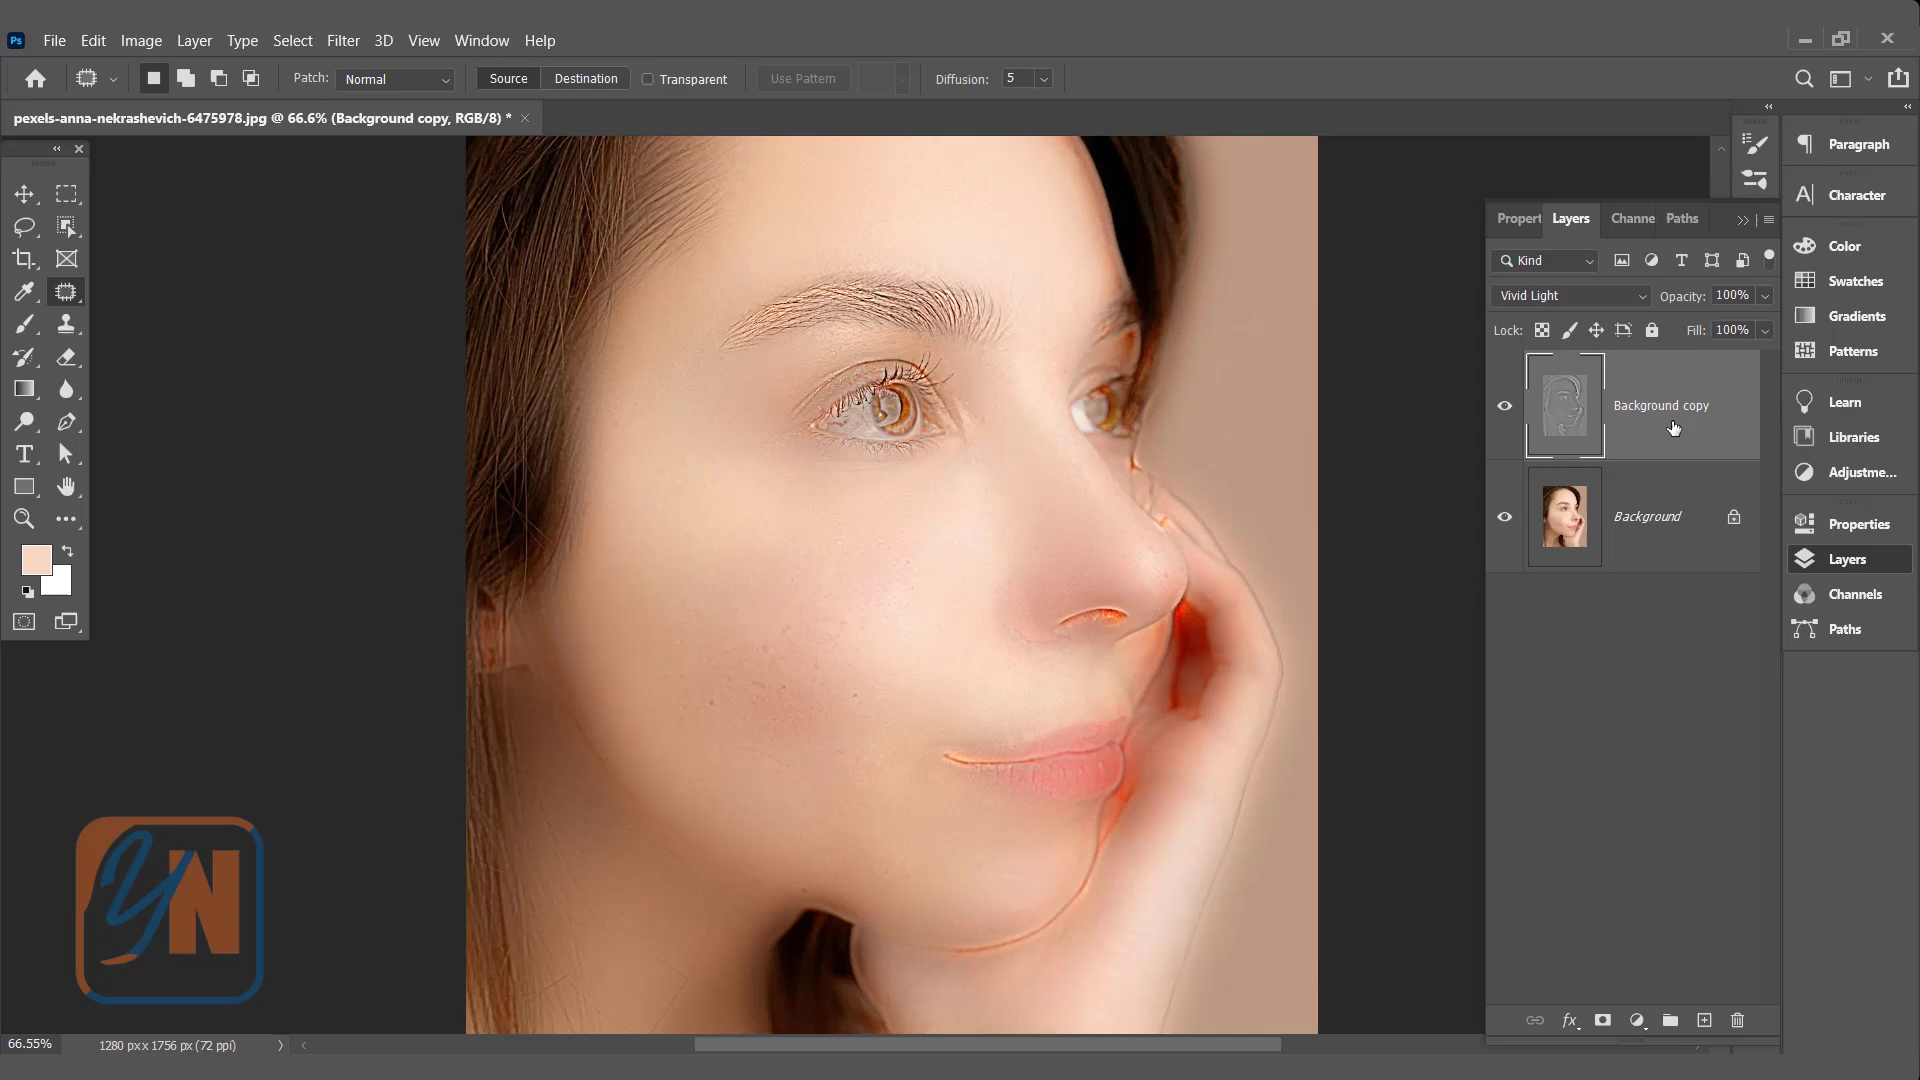 Ps File Edit Image Layer Type Select Filter 3D View Window Help
Patch: Normal Source Destination Transparent Use Pattern Diffusion: 5
pexels-anna-nekrashevich-6475978.jpg @ 66.6% (Background copy, RGB/8) *
Propert Layers Channe Paths
Kind
Vivid Light Opacity: 100%
Lock: Fill: 100%
Background copy
Background
Paragraph
Character
Color
Swatches
Gradients
Patterns
Learn
Libraries
Adjustme...
Properties
Layers
Channels
Paths
YN
fx
66.55% 1280 px x 1756 px (72 ppi)